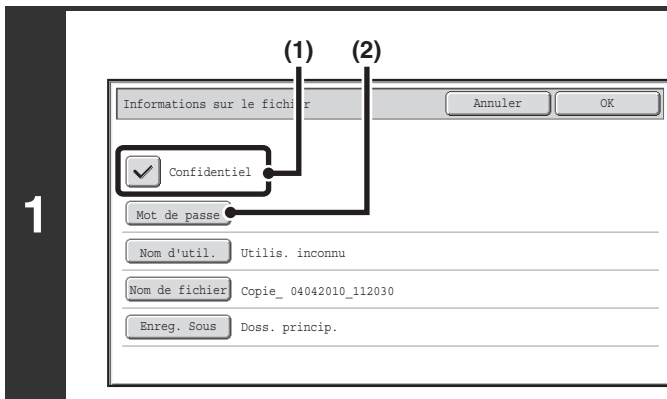 (1) (2)
Informations sur le fichier Annuler OK
Confidentiel
1
Mot de passe
Nom d'util. Utilis. inconnu
Nom de fichier Copie_ 04042010_112030
Enreg. Sous Doss. princip.